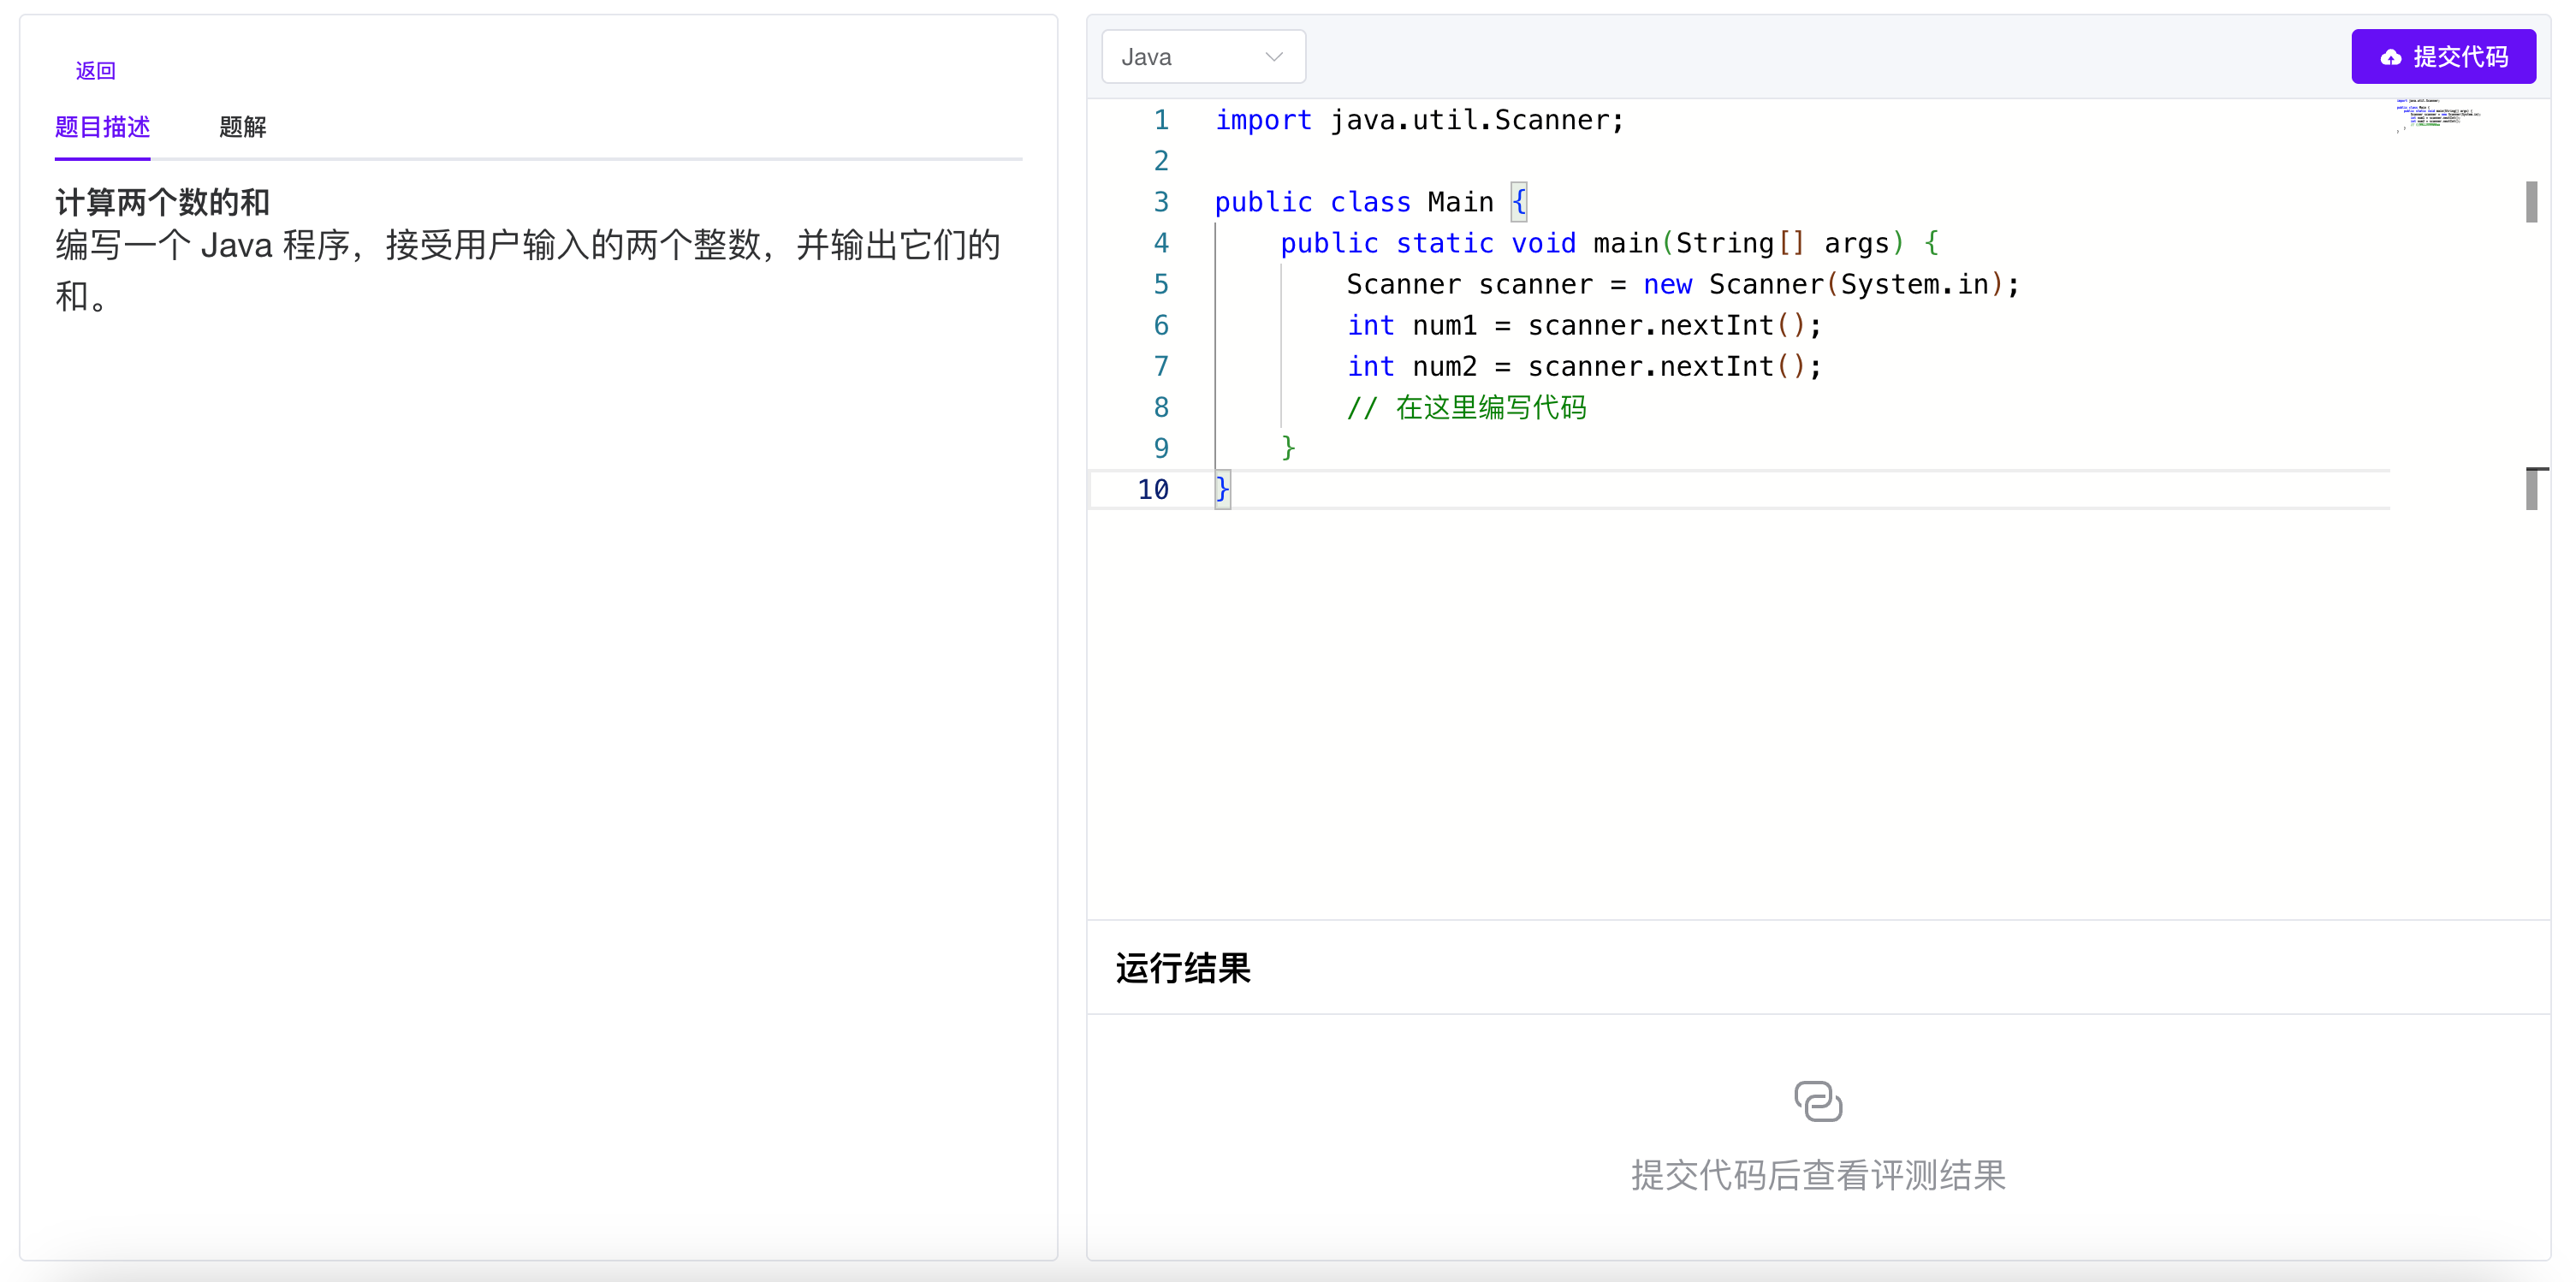 返回
题目描述
题解
计算两个数的和
编写一个 Java 程序，接受用户输入的两个整数，并输出它们的
和。
Java
提交代码
1 import java.util.Scanner;
2
3 public class Main {
4     public static void main(String[] args) {
5         Scanner scanner = new Scanner(System.in);
6         int num1 = scanner.nextInt();
7         int num2 = scanner.nextInt();
8         // 在这里编写代码
9     }
10 }
运行结果
提交代码后查看评测结果